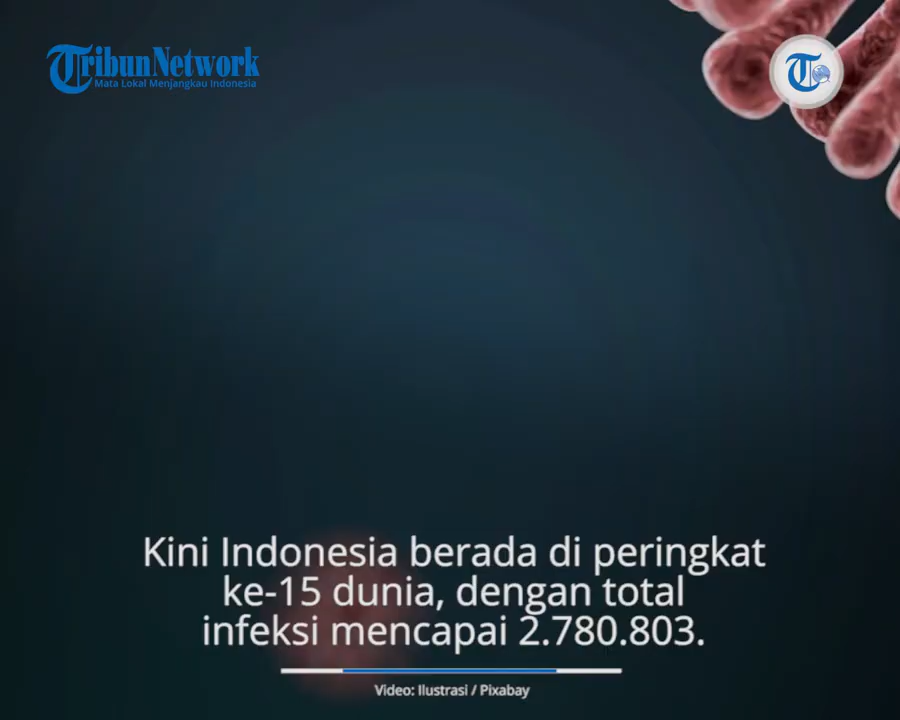 TribunNetwork
Mata Lokal Menjangkau Indonesia
T
Kini Indonesia berada di peringkat
ke-15 dunia, dengan total
infeksi mencapai 2.780.803.
Video: Ilustrasi / Pixabay